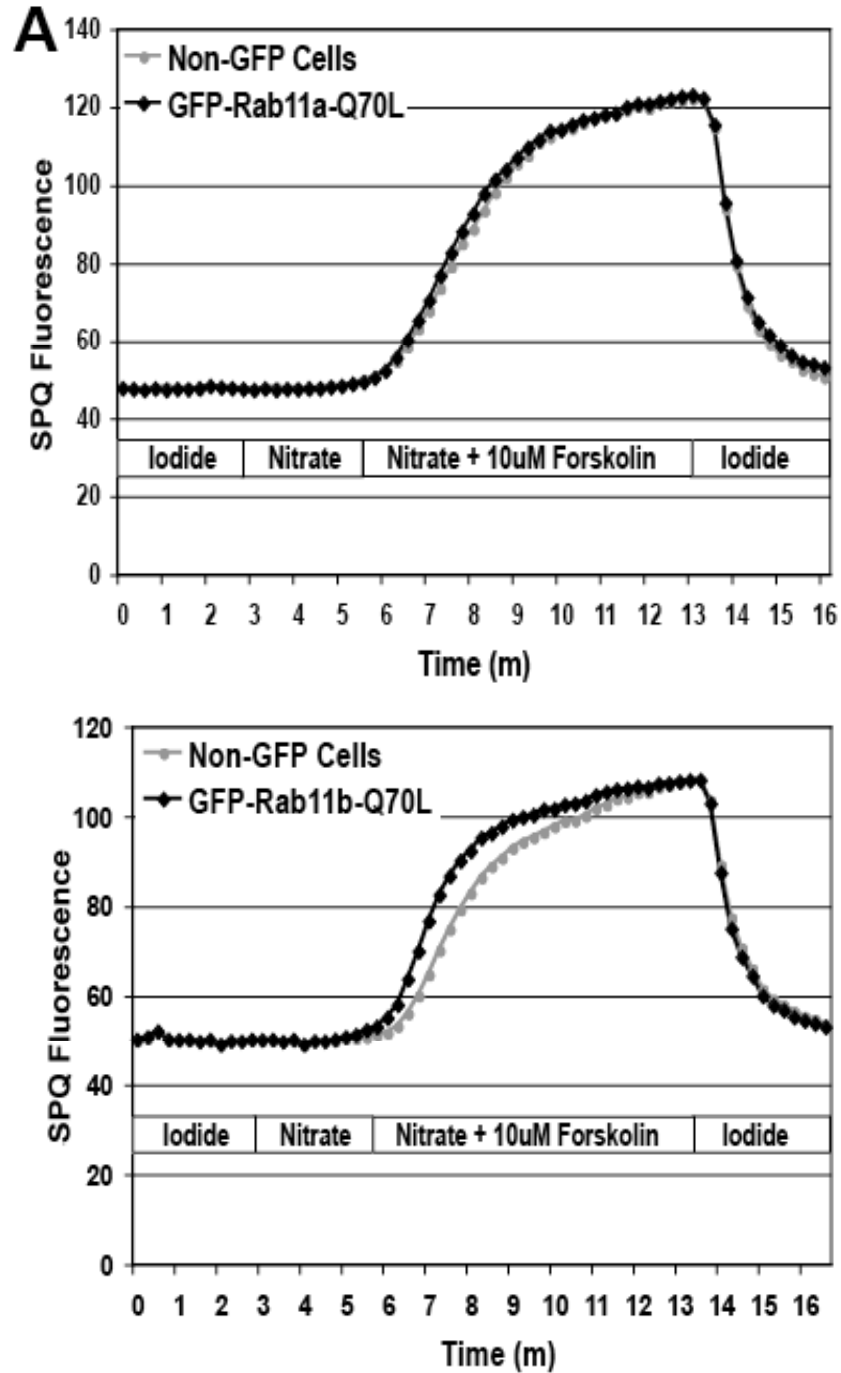 A
140
120
100
80
60
40
20
0
Non-GFP Cells
GFP-Rab11a-Q70L
SPQ Fluorescence
Iodide Nitrate Nitrate + 10uM Forskolin Iodide
0 1 2 3 4 5 6 7 8 9 10 11 12 13 14 15 16
Time (m)
120
100
80
60
40
20
0
Non-GFP Cells
GFP-Rab11b-Q70L
SPQ Fluorescence
Iodide Nitrate Nitrate + 10uM Forskolin Iodide
0 1 2 3 4 5 6 7 8 9 10 11 12 13 14 15 16
Time (m)